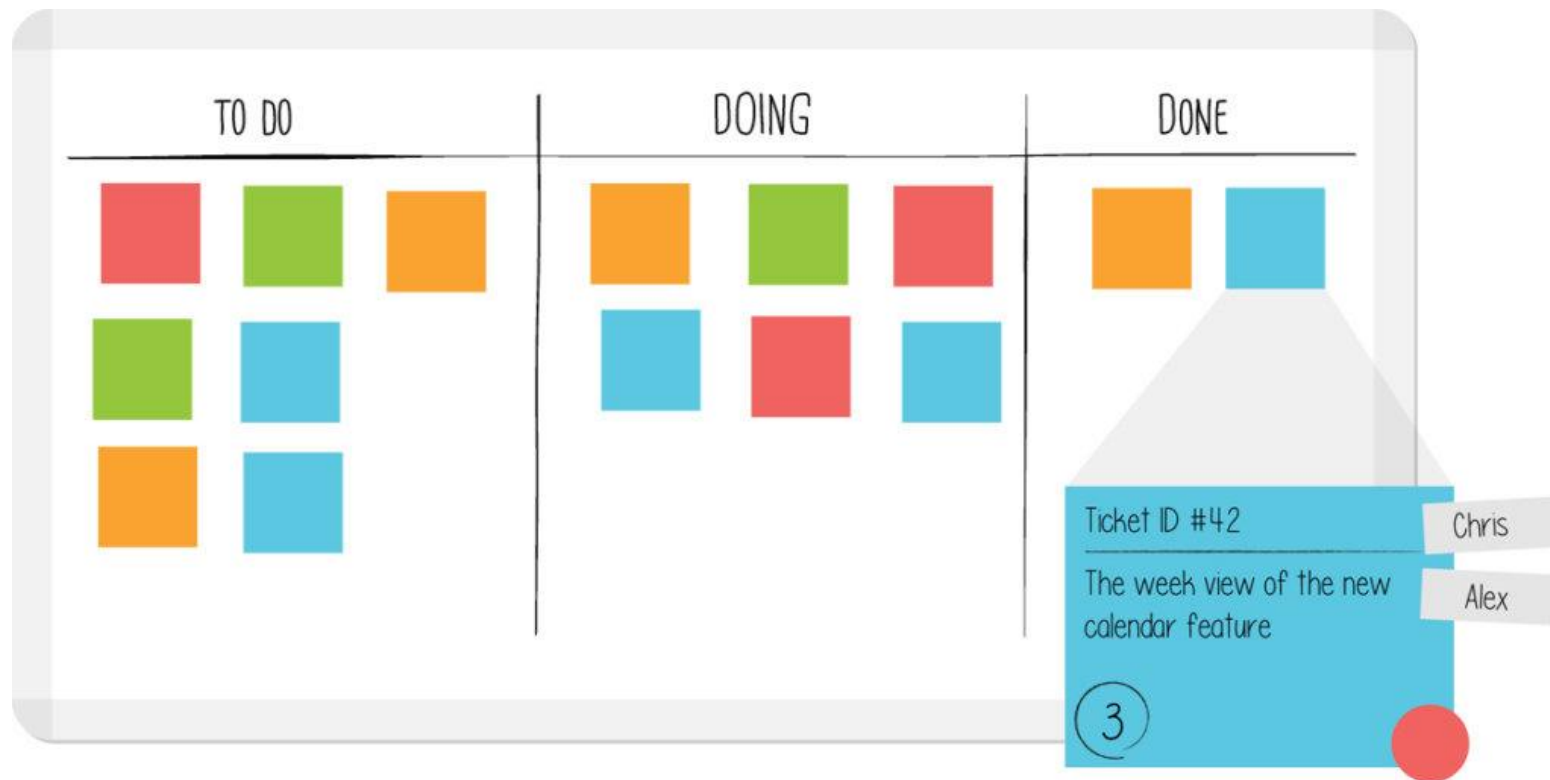 TO DO
DOING
DONE
Ticket ID #42
Chris
The week view of the new
calendar feature
Alex
3